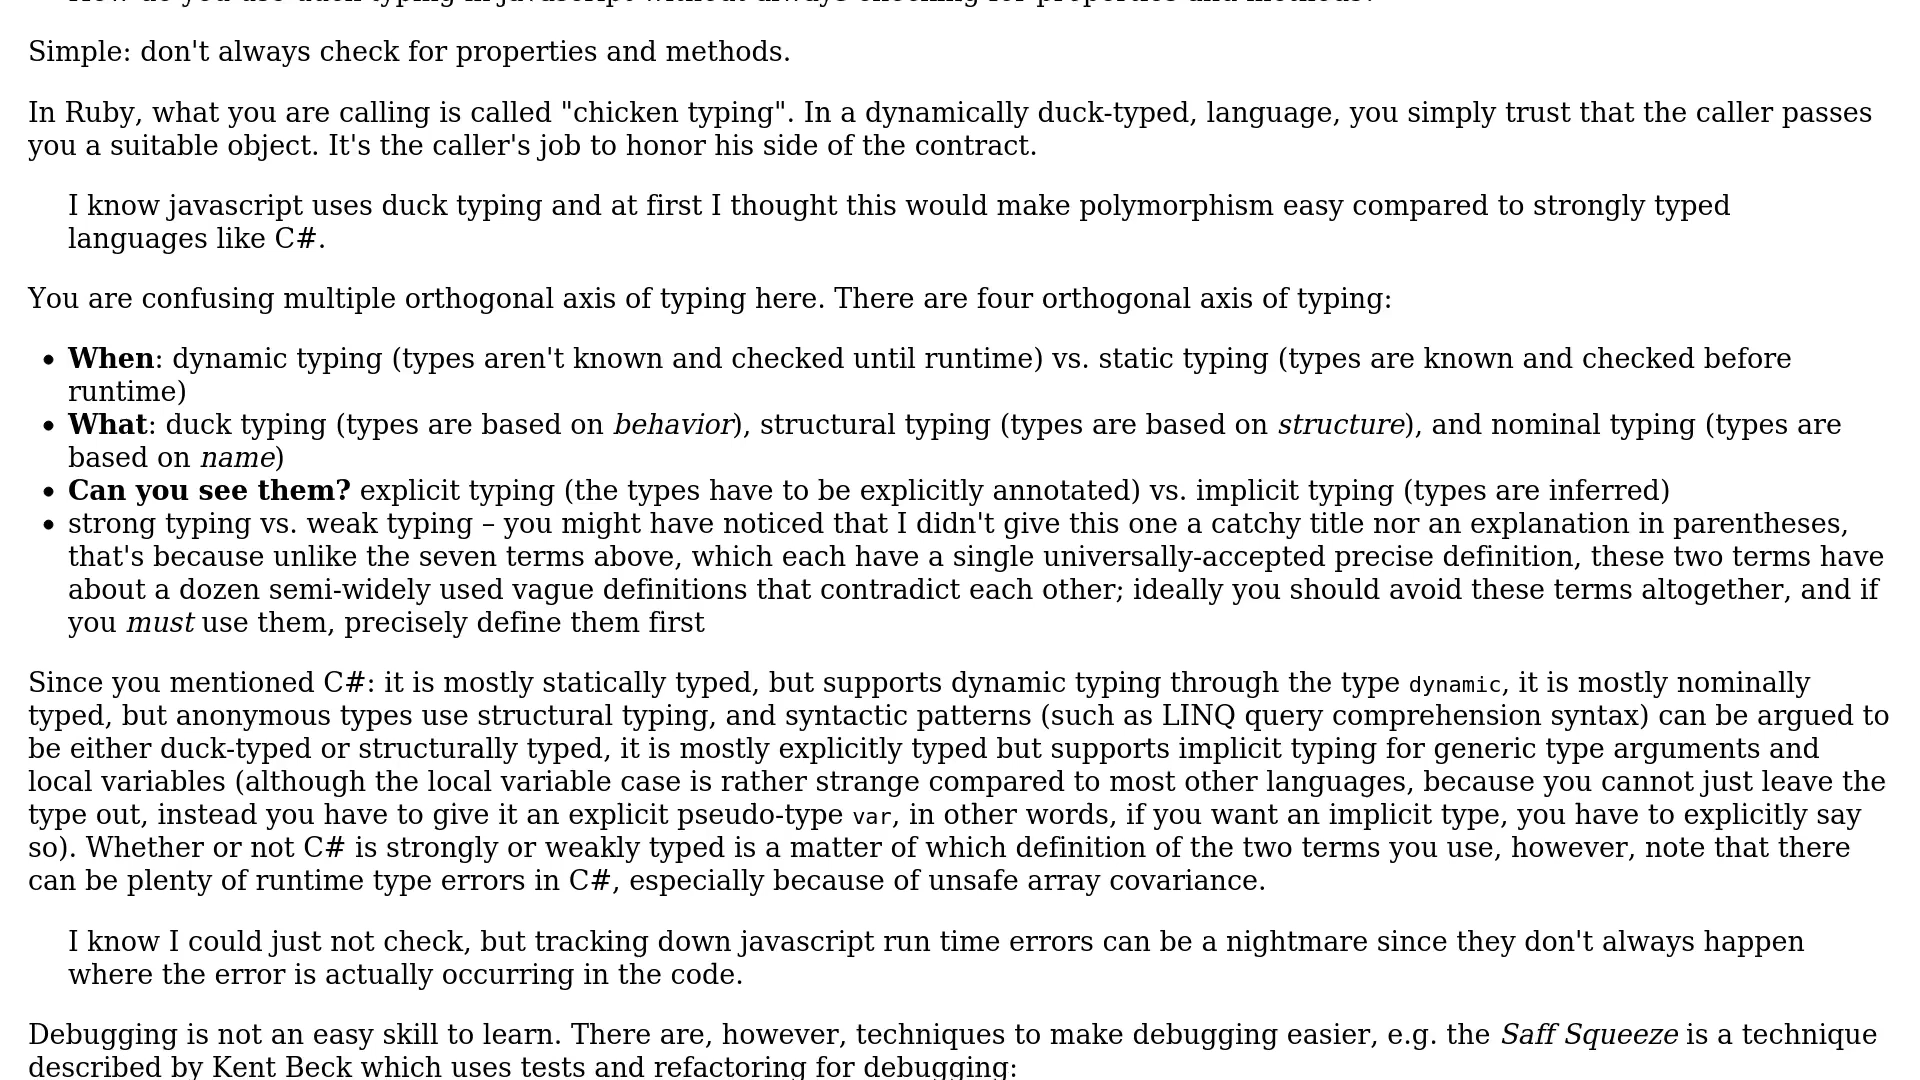 How do you use duck typing in javascript without always checking for properties and methods?
Simple: don't always check for properties and methods.
In Ruby, what you are calling is called "chicken typing". In a dynamically duck-typed, language, you simply trust that the caller passes
you a suitable object. It's the caller's job to honor his side of the contract.
I know javascript uses duck typing and at first I thought this would make polymorphism easy compared to strongly typed
languages like C#.
You are confusing multiple orthogonal axis of typing here. There are four orthogonal axis of typing:
• When: dynamic typing (types aren't known and checked until runtime) vs. static typing (types are known and checked before
runtime)
• What: duck typing (types are based on behavior), structural typing (types are based on structure), and nominal typing (types are
based on name)
• Can you see them? explicit typing (the types have to be explicitly annotated) vs. implicit typing (types are inferred)
• strong typing vs. weak typing – you might have noticed that I didn't give this one a catchy title nor an explanation in parentheses,
that's because unlike the seven terms above, which each have a single universally-accepted precise definition, these two terms have
about a dozen semi-widely used vague definitions that contradict each other; ideally you should avoid these terms altogether, and if
you must use them, precisely define them first
Since you mentioned C#: it is mostly statically typed, but supports dynamic typing through the type dynamic, it is mostly nominally
typed, but anonymous types use structural typing, and syntactic patterns (such as LINQ query comprehension syntax) can be argued to
be either duck-typed or structurally typed, it is mostly explicitly typed but supports implicit typing for generic type arguments and
local variables (although the local variable case is rather strange compared to most other languages, because you cannot just leave the
type out, instead you have to give it an explicit pseudo-type var, in other words, if you want an implicit type, you have to explicitly say
so). Whether or not C# is strongly or weakly typed is a matter of which definition of the two terms you use, however, note that there
can be plenty of runtime type errors in C#, especially because of unsafe array covariance.
I know I could just not check, but tracking down javascript run time errors can be a nightmare since they don't always happen
where the error is actually occurring in the code.
Debugging is not an easy skill to learn. There are, however, techniques to make debugging easier, e.g. the Saff Squeeze is a technique
described by Kent Beck which uses tests and refactoring for debugging: